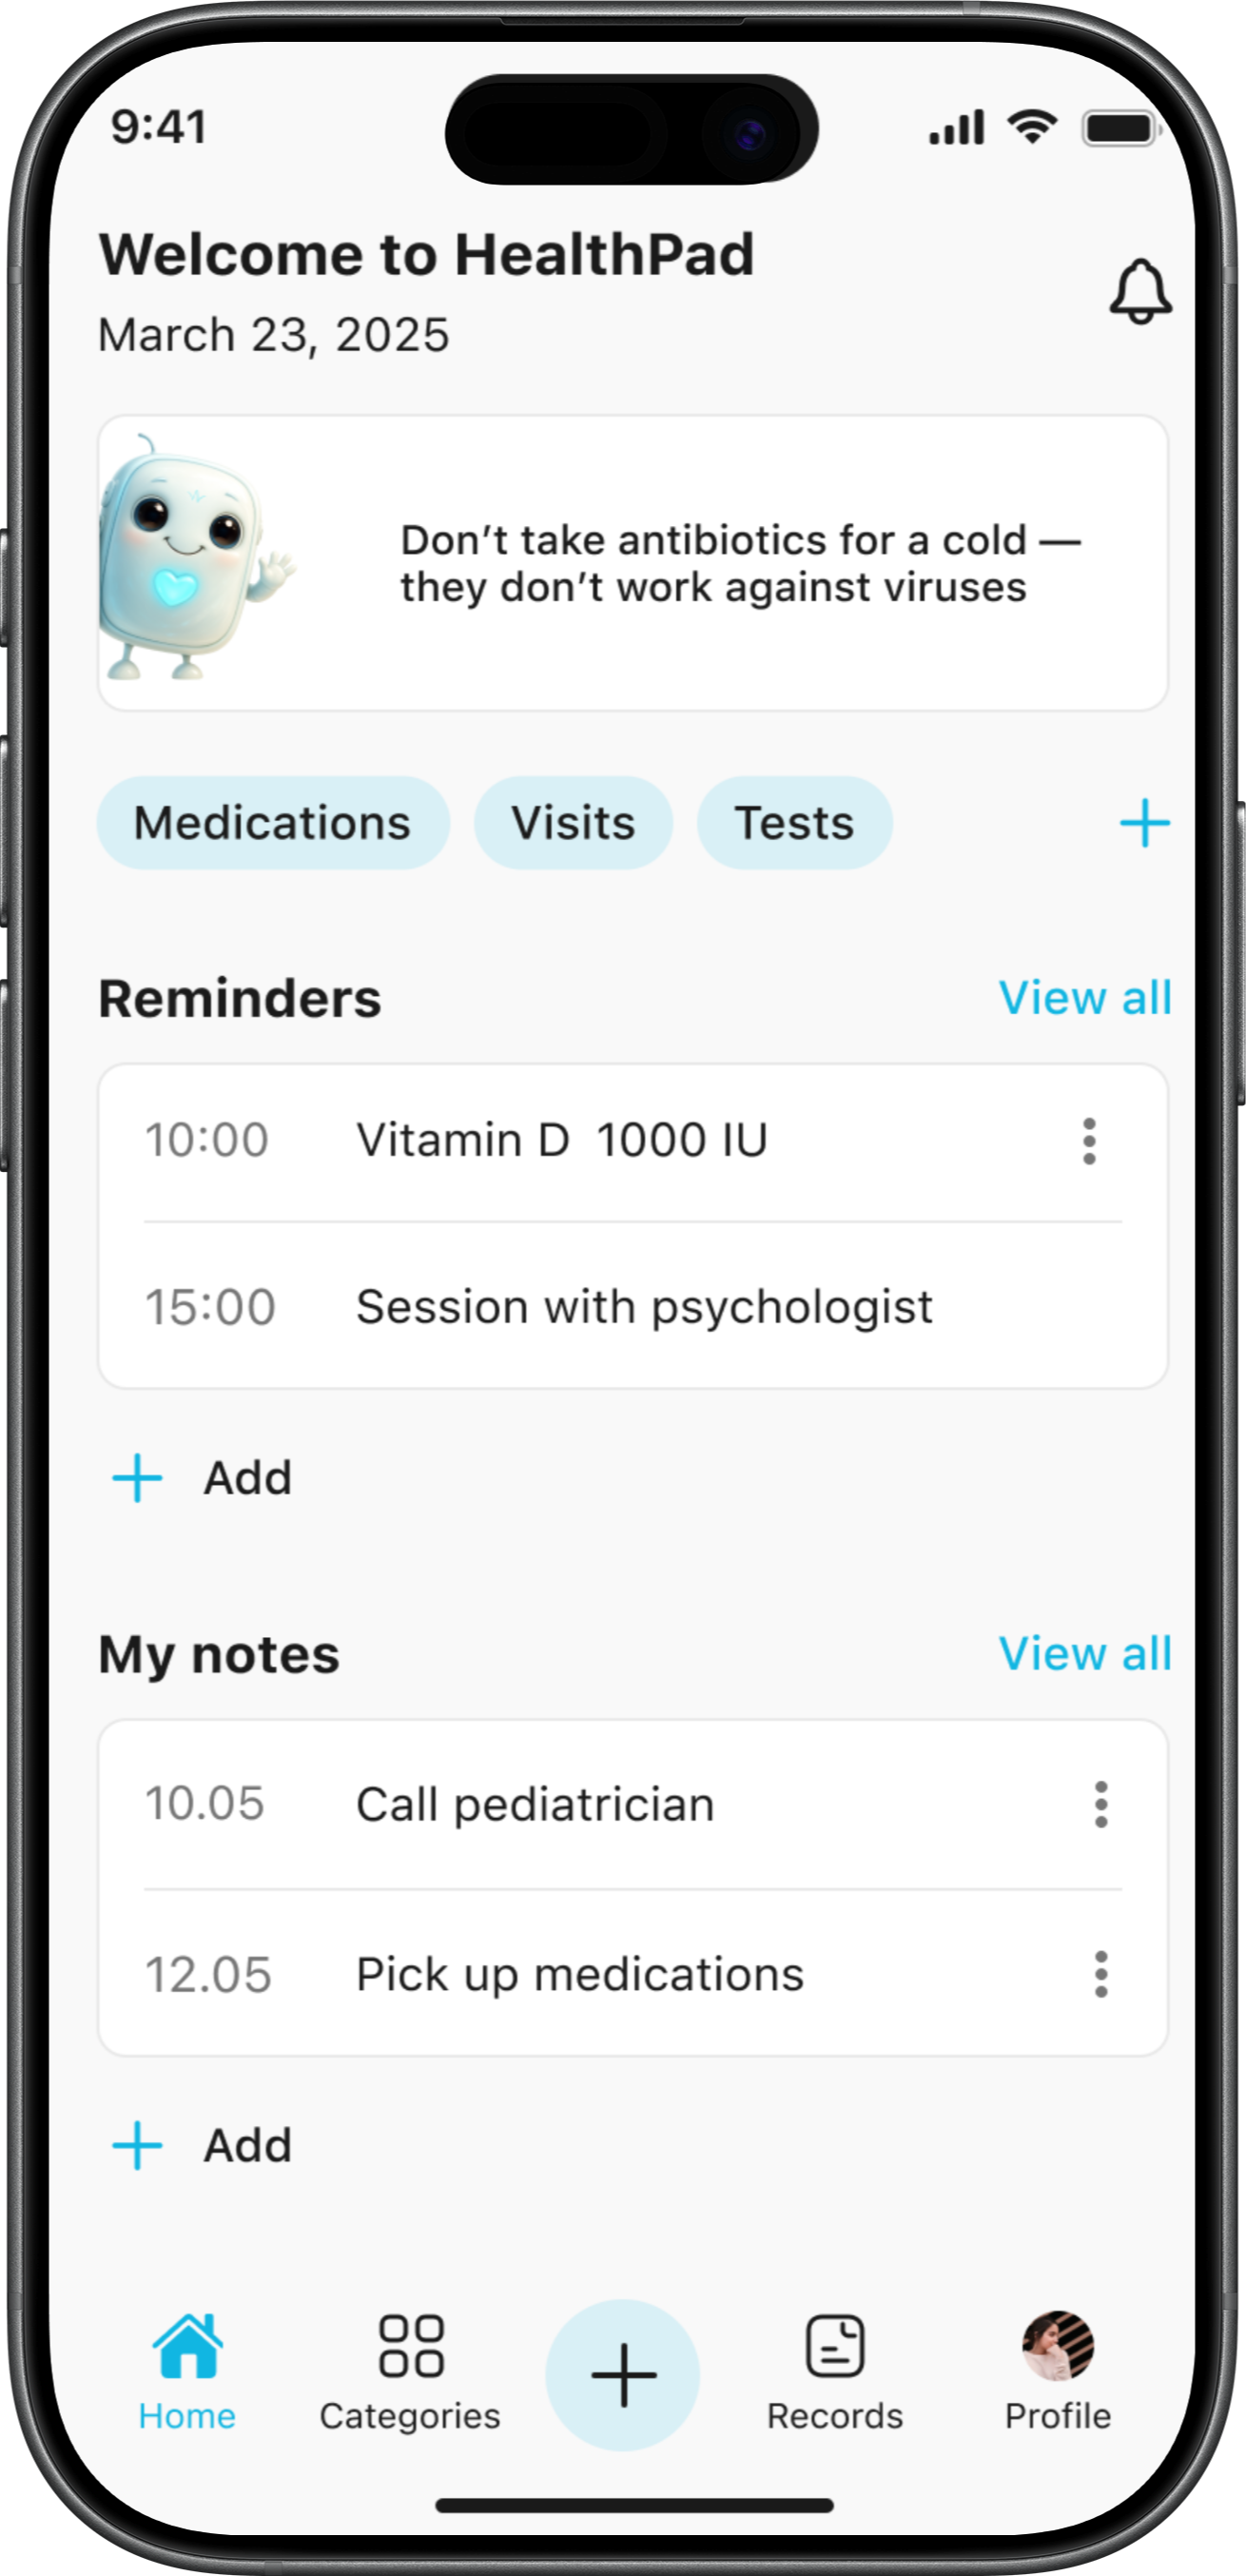 9:41
Welcome to HealthPad
March 23, 2025
Don’t take antibiotics for a cold —
they don’t work against viruses
Medications Visits Tests
Reminders View all
10:00 Vitamin D 1000 IU
15:00 Session with psychologist
Add
My notes View all
10.05 Call pediatrician
12.05 Pick up medications
Add
Home Categories Records Profile